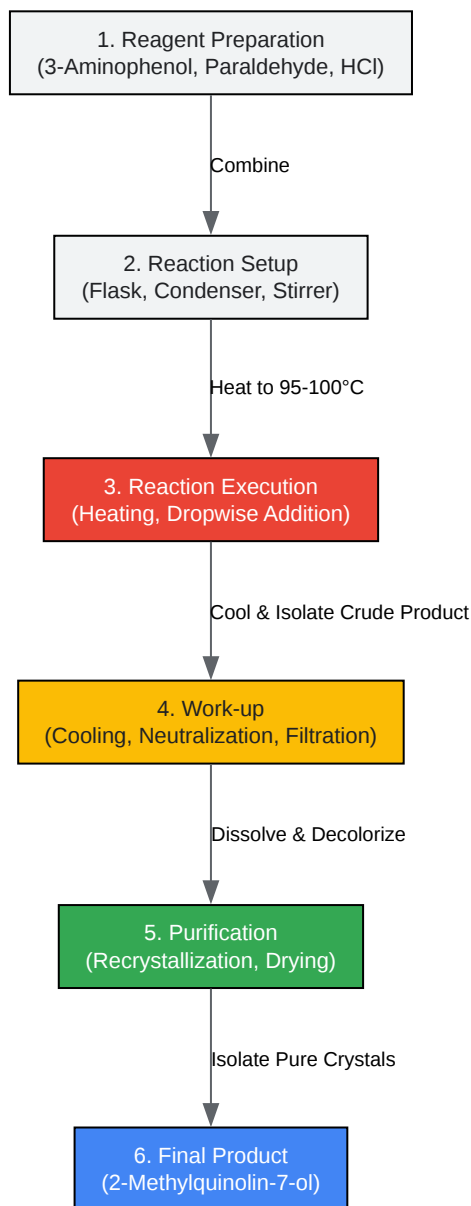 1. Reagent Preparation
(3-Aminophenol, Paraldehyde, HCl)
Combine
2. Reaction Setup
(Flask, Condenser, Stirrer)
Heat to 95-100°C
3. Reaction Execution
(Heating, Dropwise Addition)
Cool & Isolate Crude Product
4. Work-up
(Cooling, Neutralization, Filtration)
Dissolve & Decolorize
5. Purification
(Recrystallization, Drying)
Isolate Pure Crystals
6. Final Product
(2-Methylquinolin-7-ol)